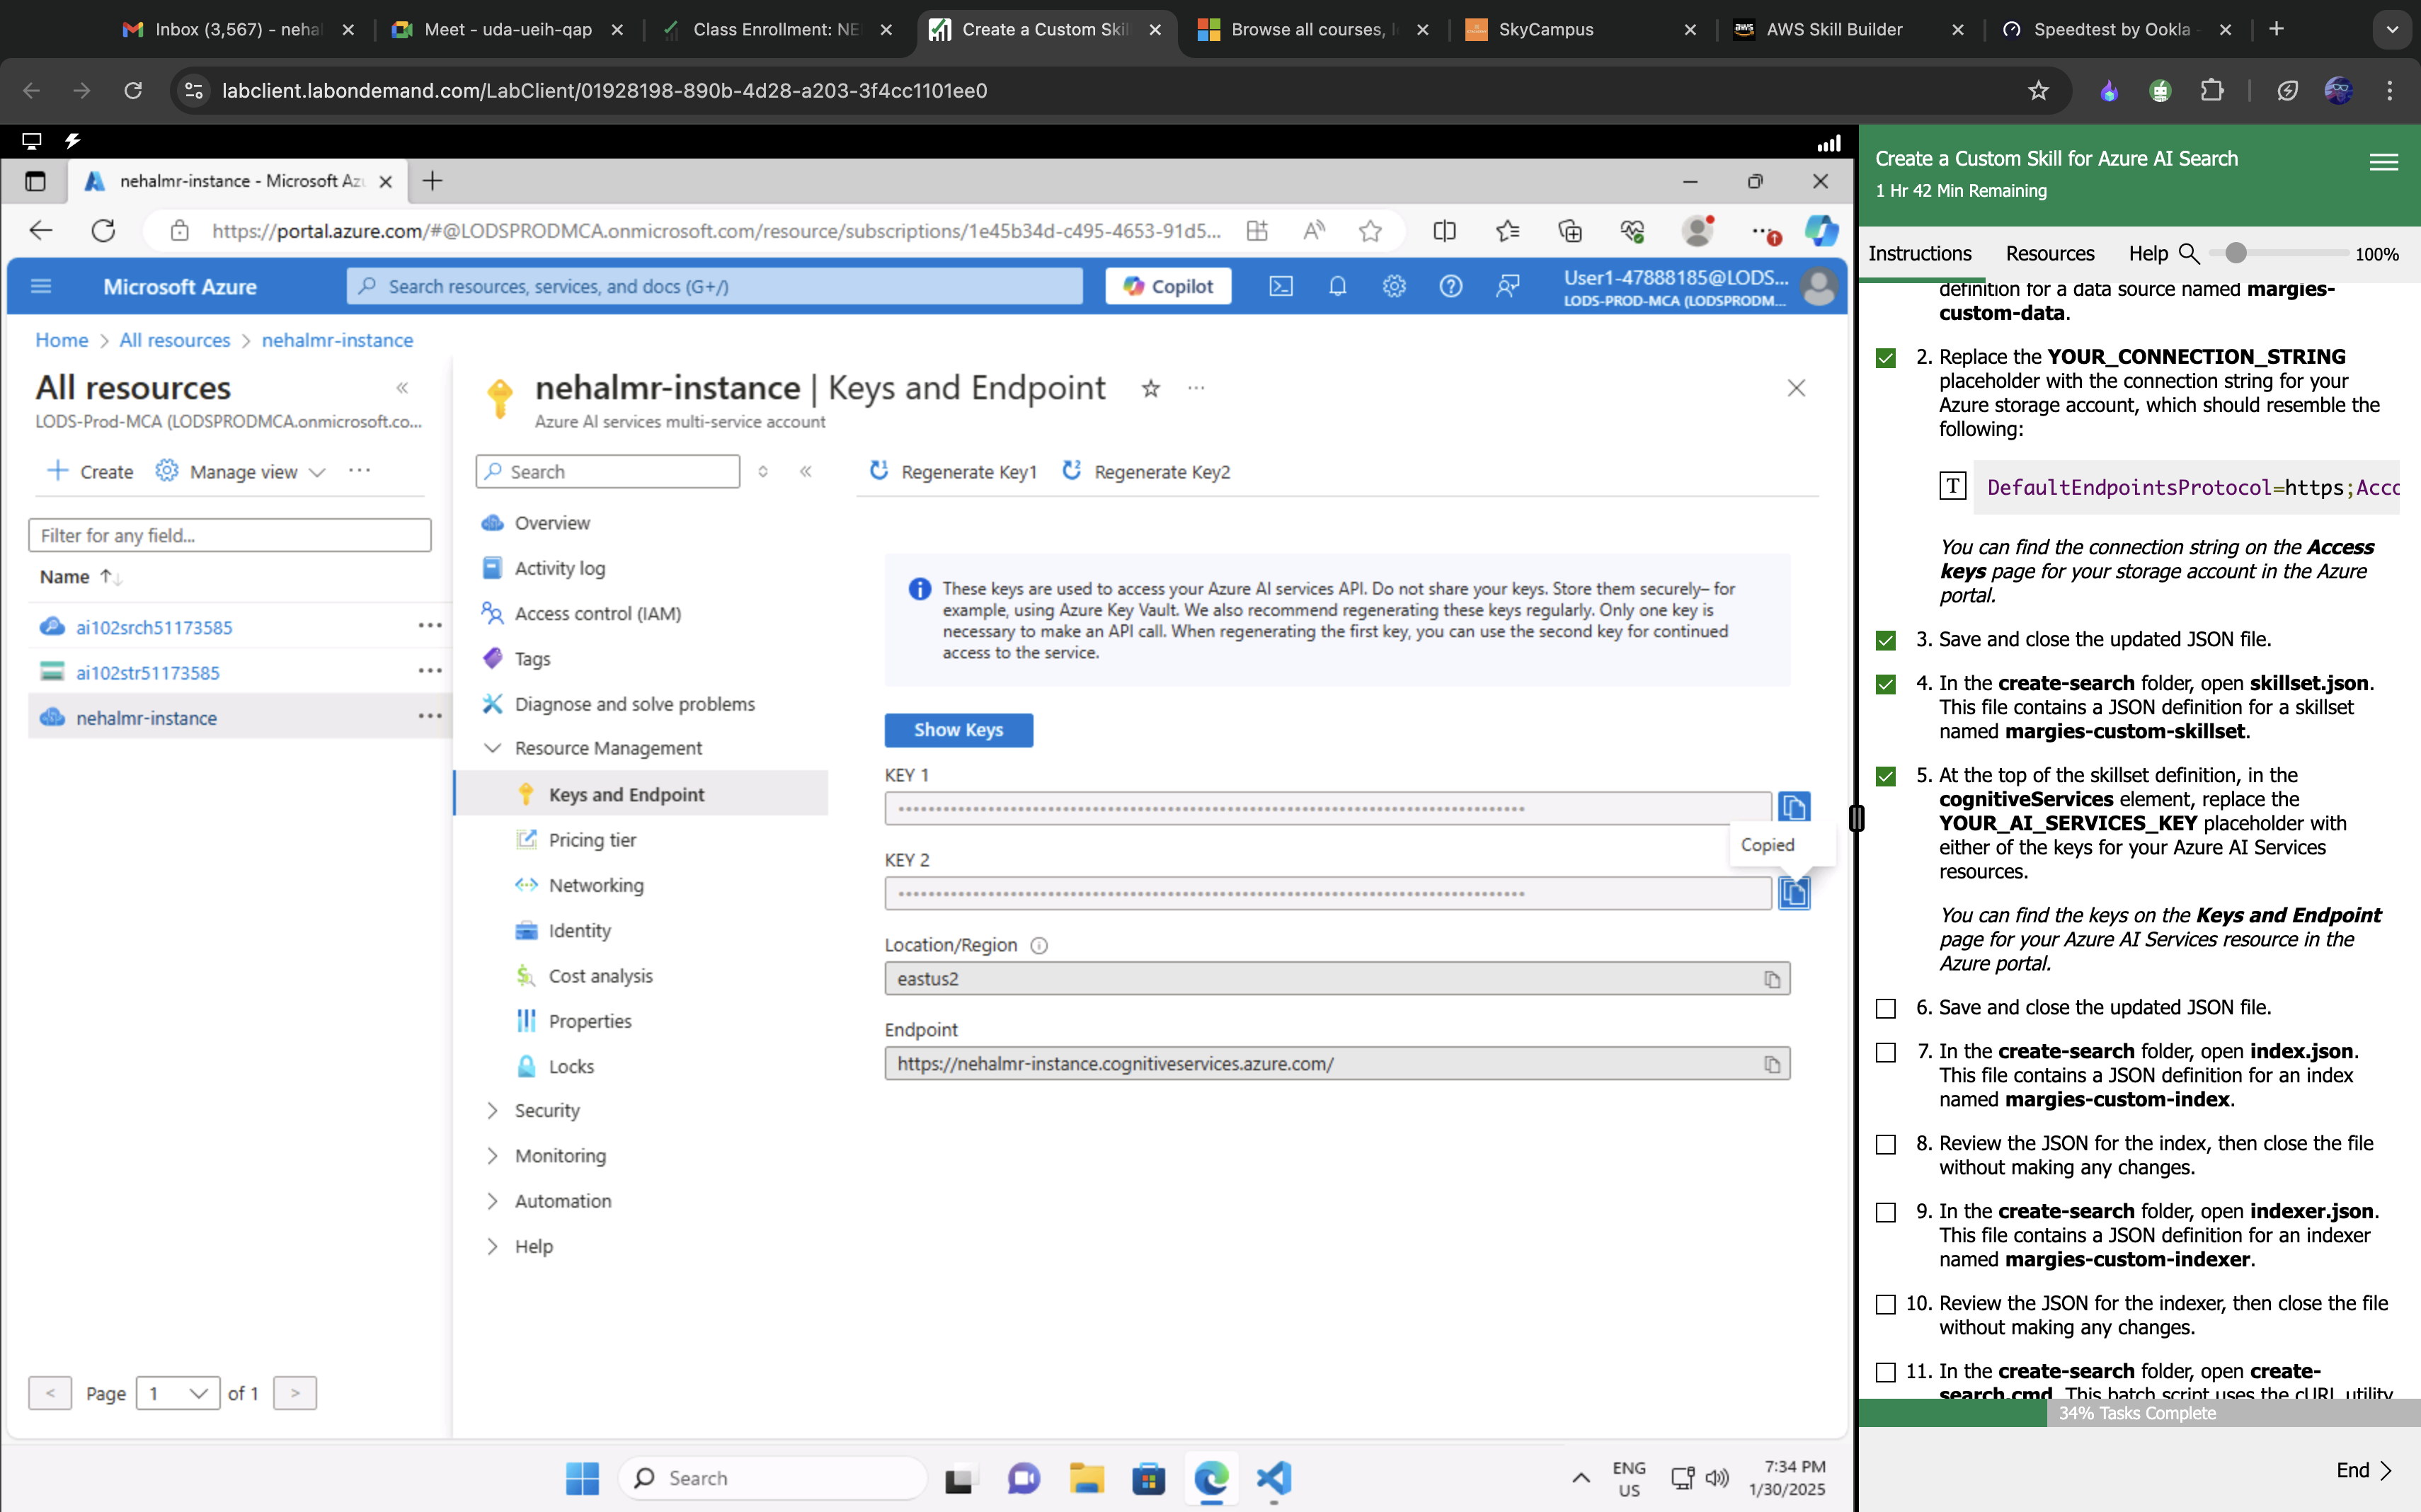 Inbox (3,567) - neha
Meet - uda-ueih-qap
Class Enrollment: NE
Create a Custom Skil
Browse all courses, l
SkyCampus
aws
AWS Skill Builder
Speedtest by Ookla -
labclient.labondemand.com/LabClient/01928198-890b-4d28-a203-3f4cc1101ee0
nehalmr-instance - Microsoft Azu
https://portal.azure.com/#@LODSPRODMCA.onmicrosoft.com/resource/subscriptions/1e45b34d-c495-4653-91d5...
Microsoft Azure
Search resources, services, and docs (G+/)
Copilot
User1-47888185@LODS...
LODS-PROD-MCA (LODSPRODM...
Home > All resources > nehalmr-instance
All resources
LODS-Prod-MCA (LODSPRODMCA.onmicrosoft.co...
Create
Manage view
Filter for any field...
Name
ai102srch51173585
ai102str51173585
nehalmr-instance
< Page 1 of 1 >
nehalmr-instance | Keys and Endpoint
Azure AI services multi-service account
Search
Overview
Activity log
Access control (IAM)
Tags
Diagnose and solve problems
Resource Management
Keys and Endpoint
Pricing tier
Networking
Identity
Cost analysis
Properties
Locks
Security
Monitoring
Automation
Help
Regenerate Key1
Regenerate Key2
These keys are used to access your Azure AI services API. Do not share your keys. Store them securely– for
example, using Azure Key Vault. We also recommend regenerating these keys regularly. Only one key is
necessary to make an API call. When regenerating the first key, you can use the second key for continued
access to the service.
Show Keys
KEY 1
Copied
KEY 2
Location/Region
eastus2
Endpoint
https://nehalmr-instance.cognitiveservices.azure.com/
Search
ENG
US
7:34 PM
1/30/2025
Create a Custom Skill for Azure AI Search
1 Hr 42 Min Remaining
Instructions
Resources
Help
100%
definition for a data source named margies-
custom-data.
2. Replace the YOUR_CONNECTION_STRING
placeholder with the connection string for your
Azure storage account, which should resemble the
following:
T
DefaultEndpointsProtocol=https;Acco
You can find the connection string on the Access
keys page for your storage account in the Azure
portal.
3. Save and close the updated JSON file.
4. In the create-search folder, open skillset.json.
This file contains a JSON definition for a skillset
named margies-custom-skillset.
5. At the top of the skillset definition, in the
cognitiveServices element, replace the
YOUR_AI_SERVICES_KEY placeholder with
either of the keys for your Azure AI Services
resources.
You can find the keys on the Keys and Endpoint
page for your Azure AI Services resource in the
Azure portal.
6. Save and close the updated JSON file.
7. In the create-search folder, open index.json.
This file contains a JSON definition for an index
named margies-custom-index.
8. Review the JSON for the index, then close the file
without making any changes.
9. In the create-search folder, open indexer.json.
This file contains a JSON definition for an indexer
named margies-custom-indexer.
10. Review the JSON for the indexer, then close the file
without making any changes.
11. In the create-search folder, open create-
search.cmd. This batch script uses the cURL utility
34% Tasks Complete
End